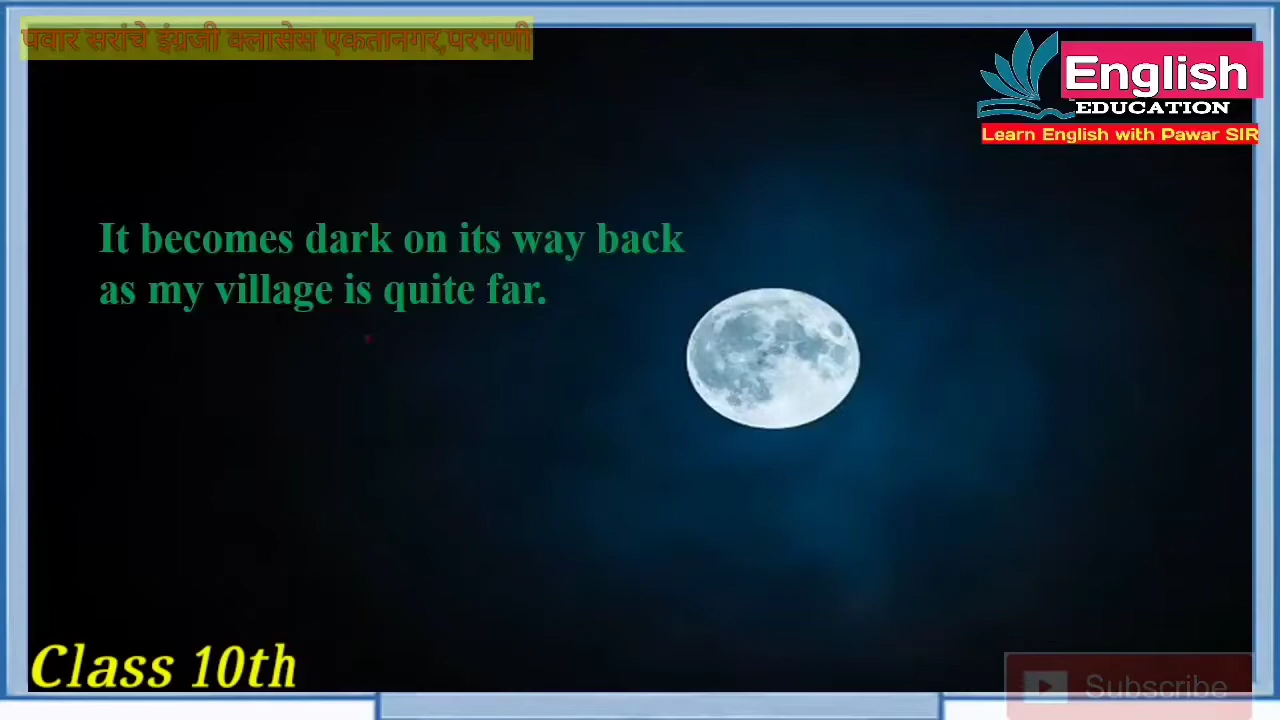 पवार सरांचे इंग्रजी क्लासेस एकतानगर,परभणी
English
EDUCATION
Learn English with Pawar SIR
It becomes dark on its way back
as my village is quite far.
Class 10th
Subscribe